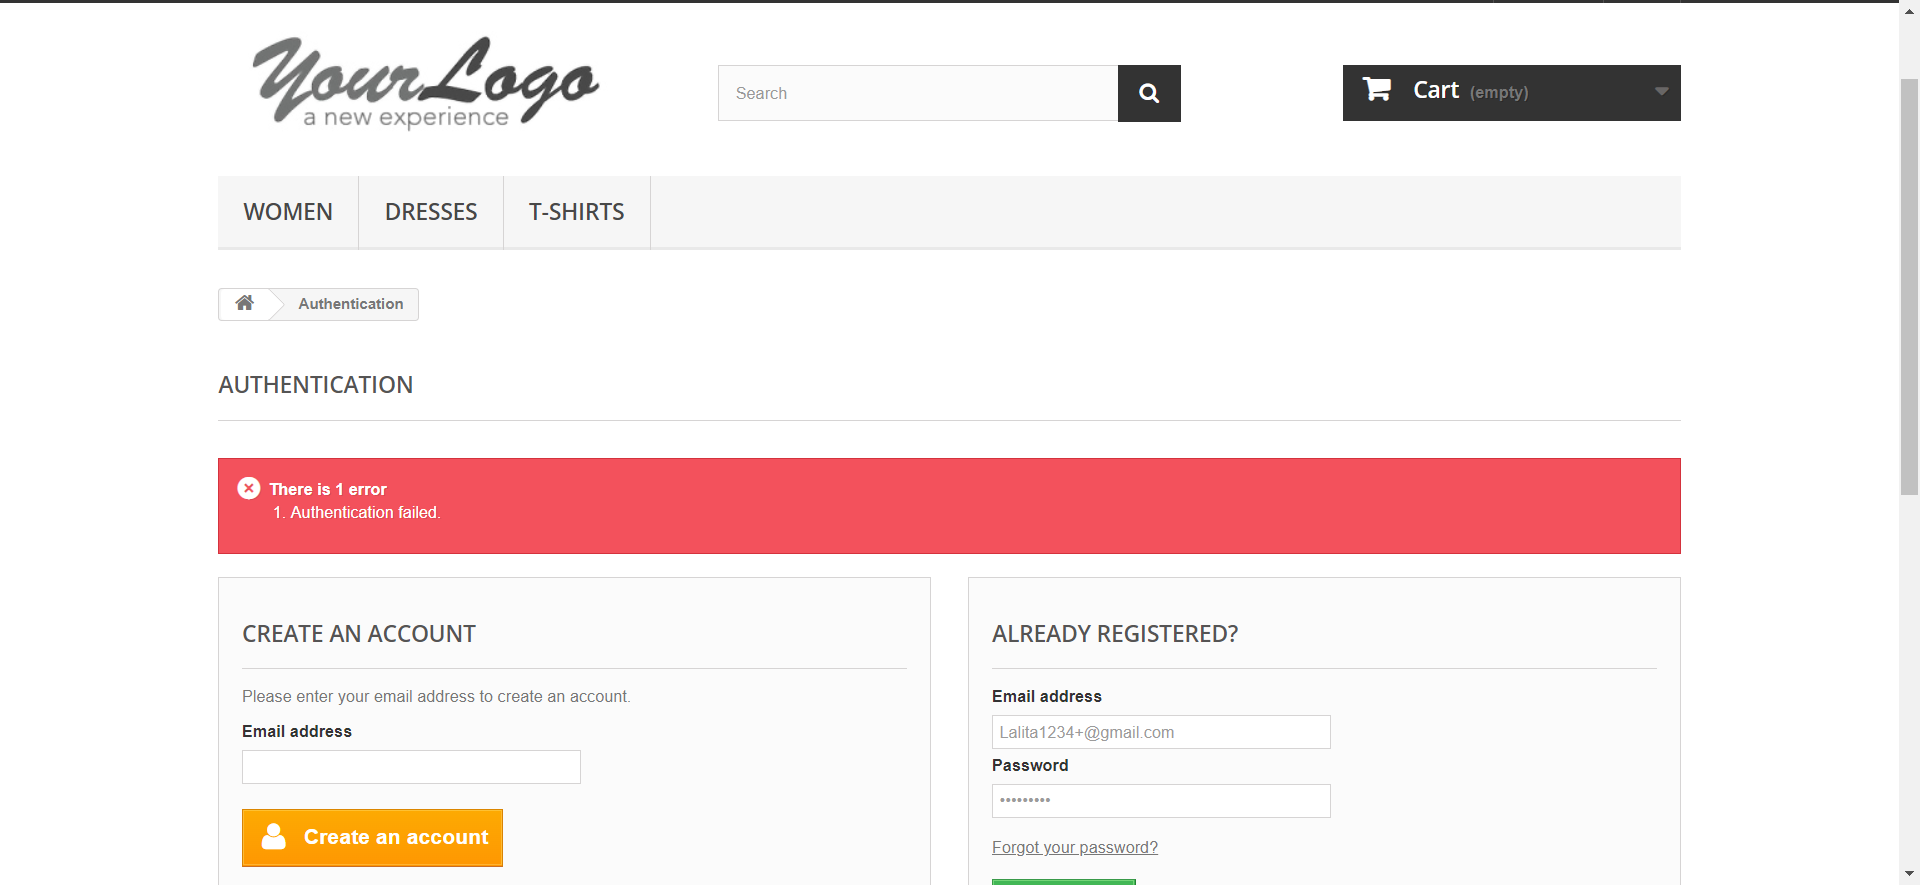 YourLogo
a new experience
Search
Cart (empty)
WOMEN
DRESSES
T-SHIRTS
Authentication
AUTHENTICATION
There is 1 error
1. Authentication failed.
CREATE AN ACCOUNT
Please enter your email address to create an account.
Email address
Create an account
ALREADY REGISTERED?
Email address
Lalita1234+@gmail.com
Password
•••••••••
Forgot your password?